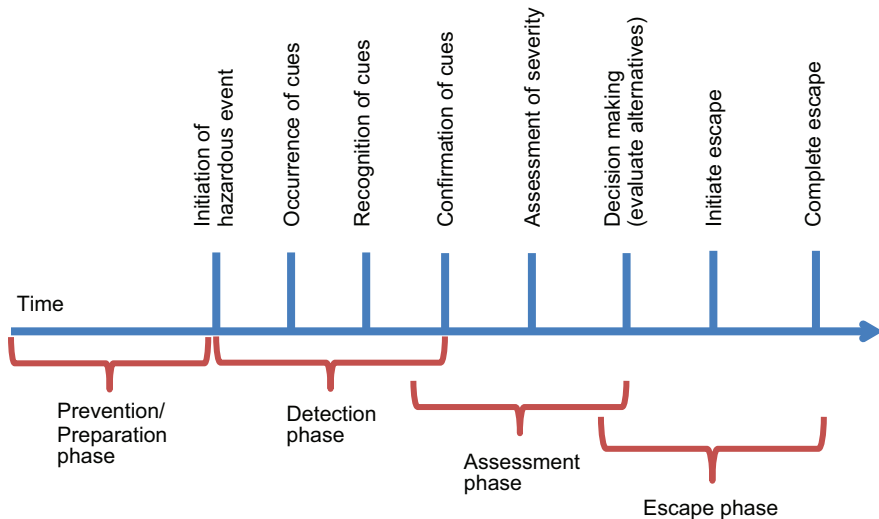 Initiation of
hazardous event
Occurrence of cues
Recognition of cues
Confirmation of cues
Assessment of severity
Decision making
(evaluate alternatives)
Initiate escape
Complete escape
Time
Prevention/
Preparation
phase
Detection
phase
Assessment
phase
Escape phase